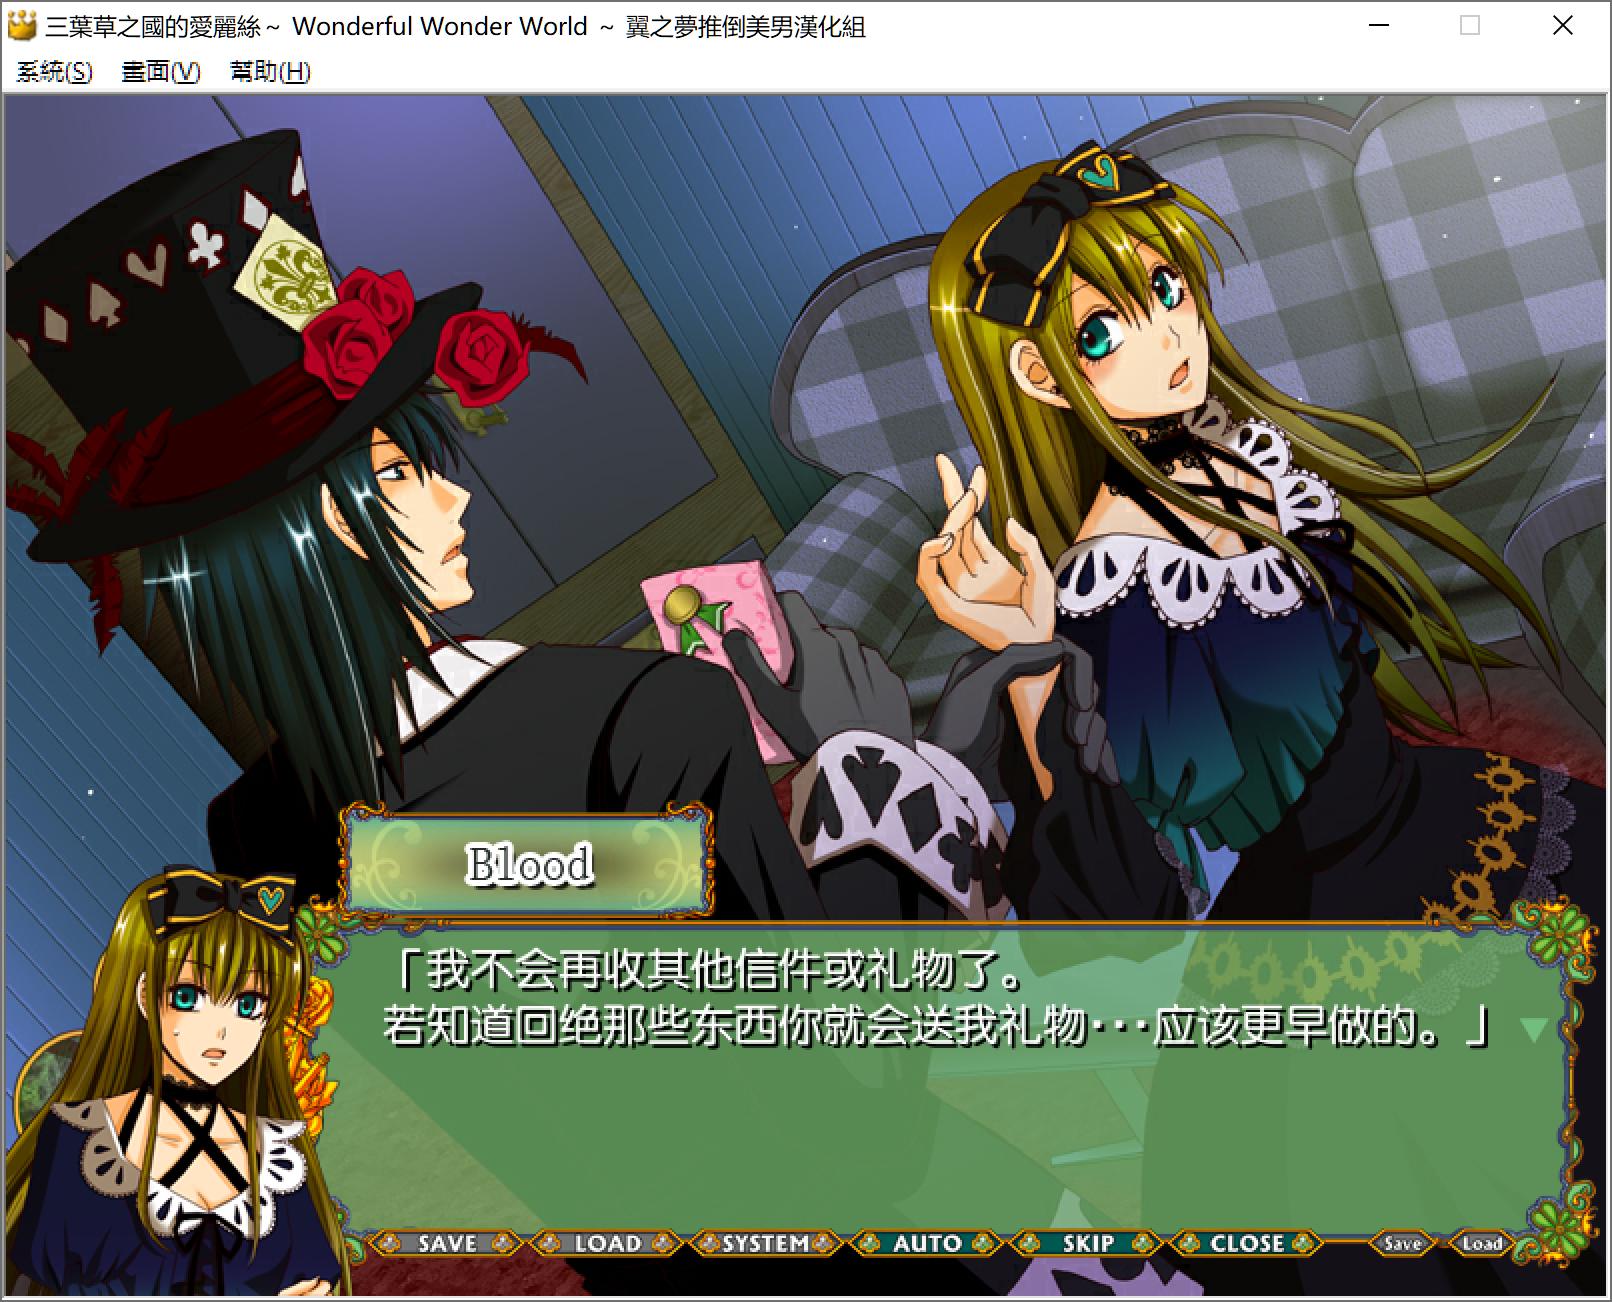 三葉草之國的愛麗絲～ Wonderful Wonder World ～ 翼之夢推倒美男漢化組
系統(S) 畫面(V) 幫助(H)
Blood
「我不会再收其他信件或礼物了。
若知道回绝那些东西你就会送我礼物･･･应该更早做的。」
SAVE LOAD SYSTEM AUTO SKIP CLOSE Save Load